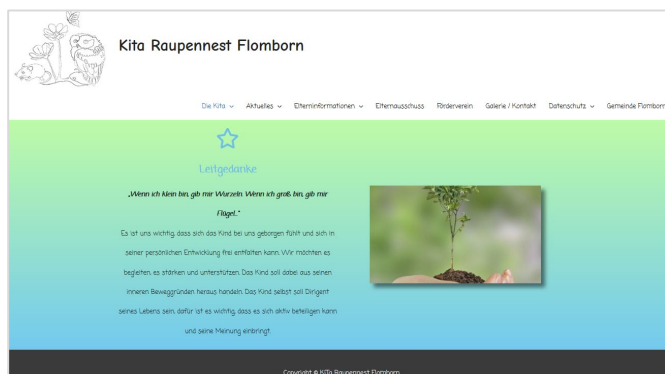 Kita Raupennest Flomborn
Die Kita Aktuelles Elterninformationen Elternausschuss Förderverein Galerie / Kontakt Datenschutz Gemeinde Flomborn
Leitgedanke
„Wenn ich klein bin, gib mir Wurzeln. Wenn ich groß bin, gib mir
Flügel..“
Es ist uns wichtig, dass sich das Kind bei uns geborgen fühlt und sich in
seiner persönlichen Entwicklung frei entfalten kann. Wir möchten es
begleiten, es stärken und unterstützen. Das Kind soll dabei aus seinen
inneren Beweggründen heraus handeln. Das Kind selbst soll Dirigent
seines Lebens sein, dafür ist es wichtig, dass es sich aktiv beteiligen kann
und seine Meinung einbringt.
Copyright © KiTa Raupennest Flomborn